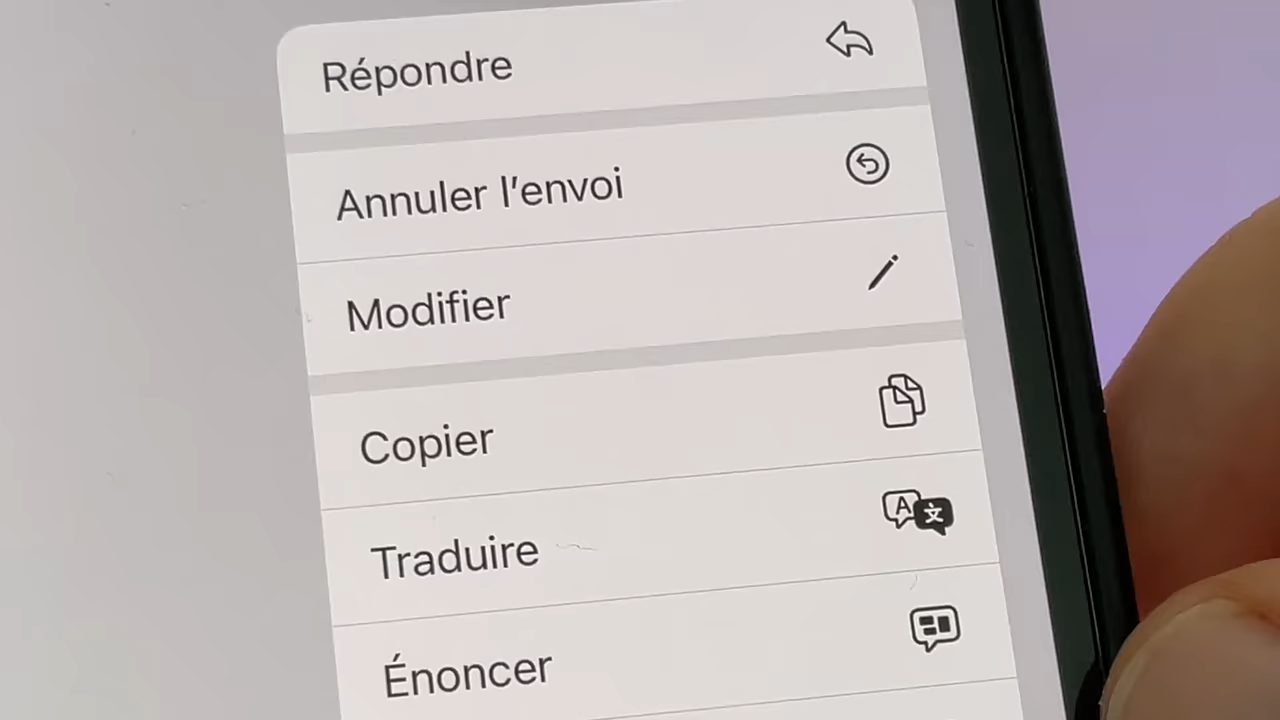 Répondre
Annuler l’envoi
Modifier
Copier
Traduire
Énoncer